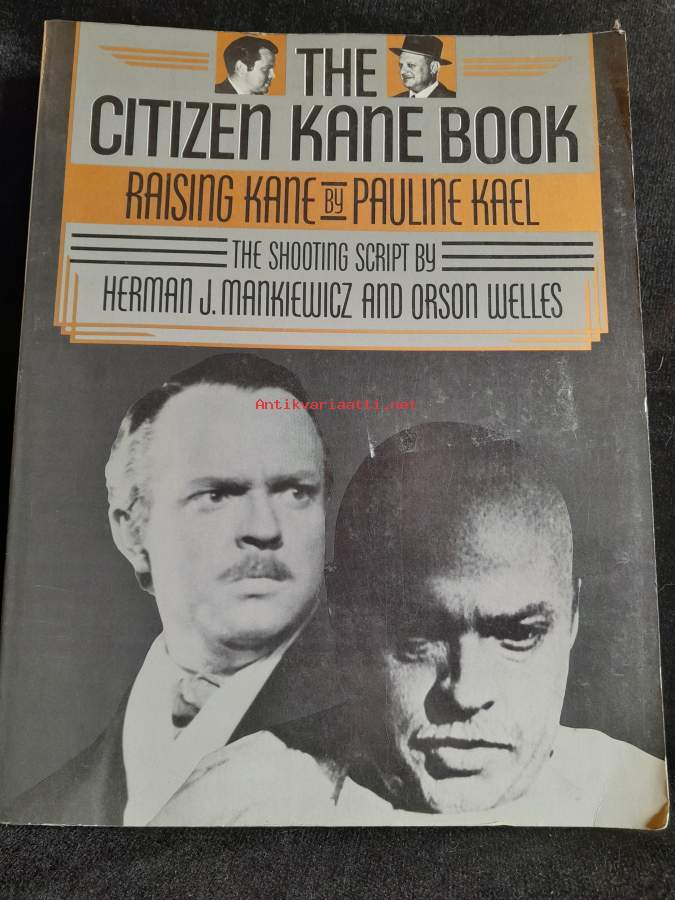 THE
CITIZEN KANE BOOK
RAISING KANE BY PAULINE KAEL
THE SHOOTING SCRIPT BY
HERMAN J. MANKIEWICZ AND ORSON WELLES
Antikvariaatti.net